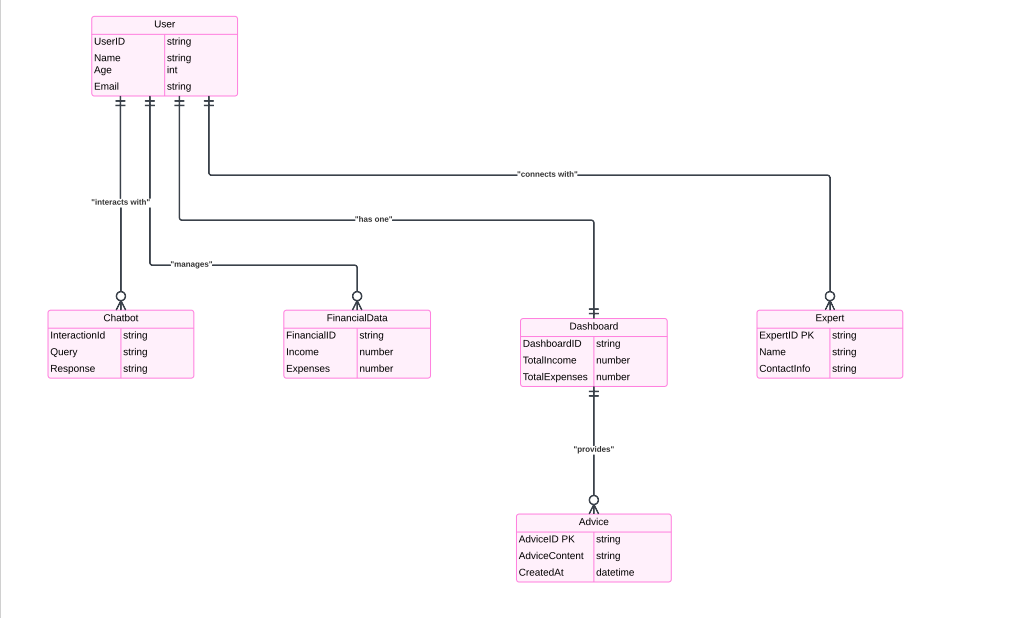 User
UserID string
Name string
Age int
Email string
"connects with"
"interacts with"
"has one"
"manages"
Chatbot
InteractionId string
Query string
Response string
FinancialData
FinancialID string
Income number
Expenses number
Dashboard
DashboardID string
TotalIncome number
TotalExpenses number
Expert
ExpertID PK string
Name string
ContactInfo string
"provides"
Advice
AdviceID PK string
AdviceContent string
CreatedAt datetime